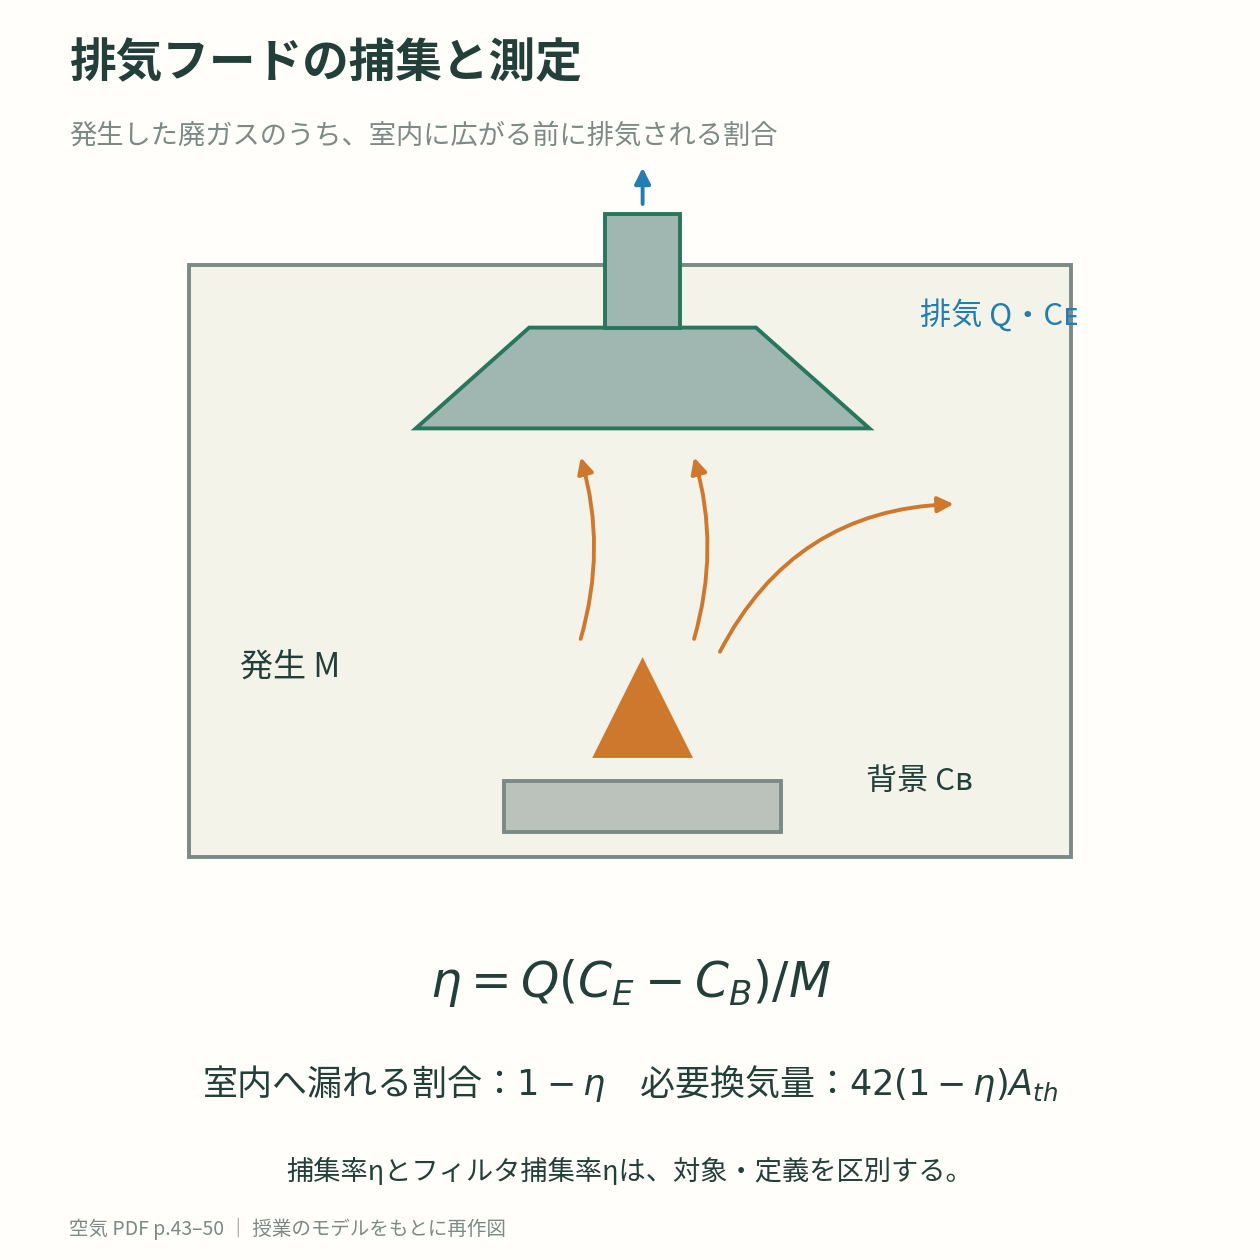 排気フードの捕集と測定
発生した廃ガスのうち、室内に広がる前に排気される割合
排気 Q・Cᴇ
発生 M
背景 Cʙ
η = Q(C_E − C_B)/M
室内へ漏れる割合：1 − η　必要換気量：42(1 − η)A_th
捕集率ηとフィルタ捕集率ηは、対象・定義を区別する。
空気 PDF p.43–50 ｜ 授業のモデルをもとに再作図